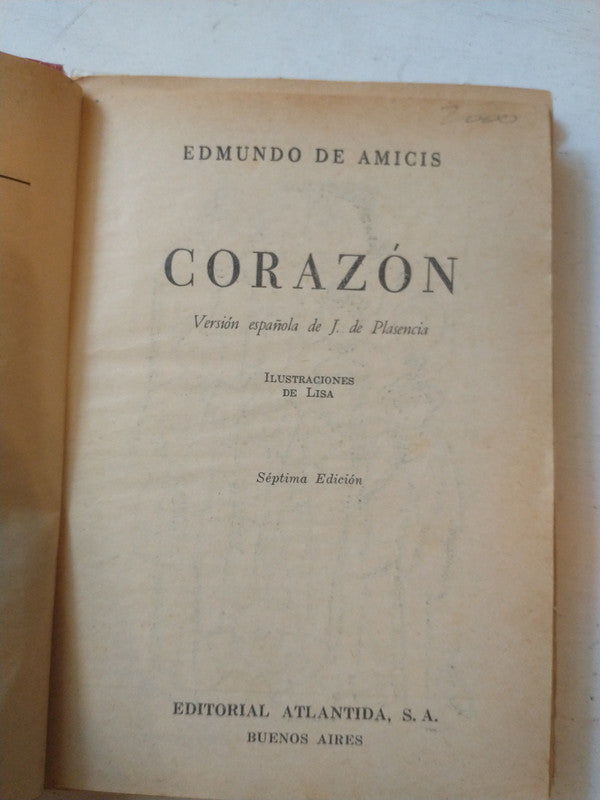 EDMUNDO DE AMICIS
CORAZÓN
Versión española de J. de Plasencia
ILUSTRACIONES
DE LISA
Séptima Edición
EDITORIAL ATLANTIDA, S. A.
BUENOS AIRES